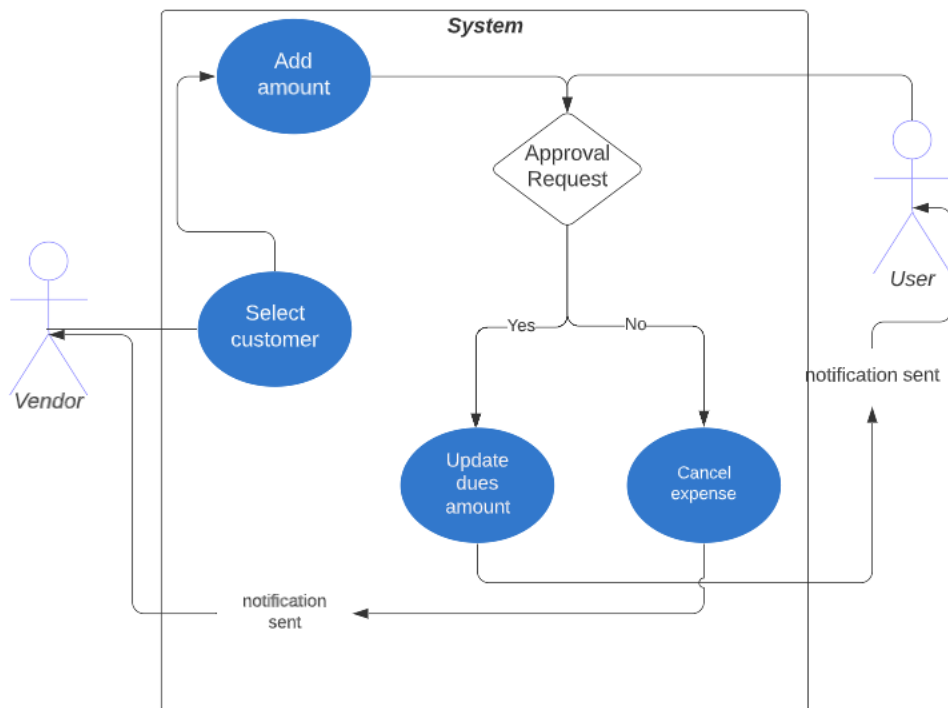 System
Add
amount
Approval
Request
User
Select
customer
Vendor
Yes
No
notification sent
Update
dues
amount
Cancel
expense
notification
sent